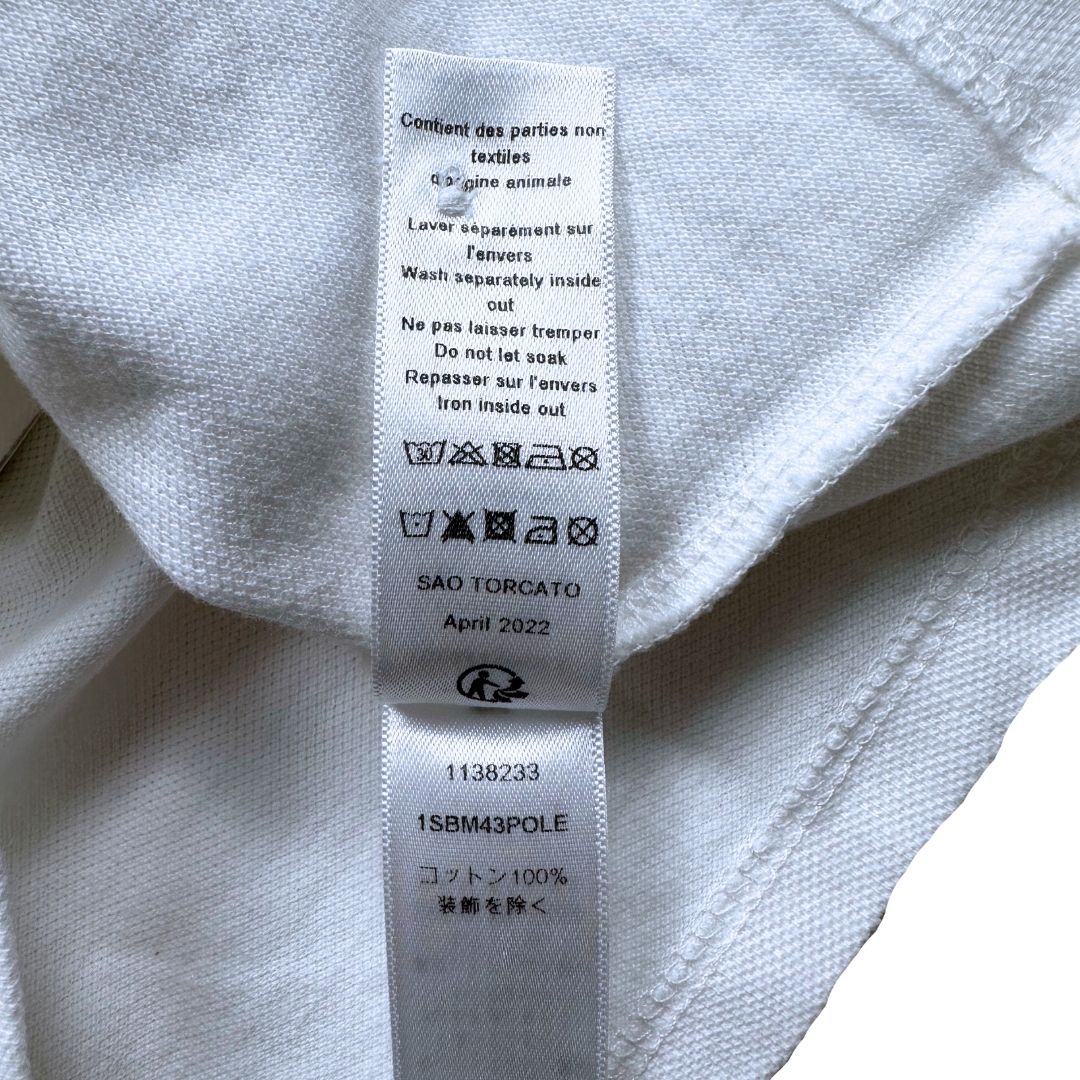 Contient des parties non
textiles
animale
Laver séparément sur
l'envers
Wash separately inside
out
Ne pas laisser tremper
Do not let soak
Repasser sur l'envers
Iron inside out
30
SAO TORCATO
April 2022
1138233
1SBM43POLE
コットン100%
装飾を除く